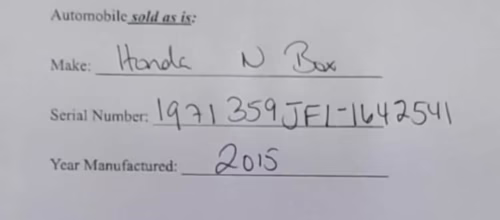 Automobile sold as is:
Make: Honda N Box
Serial Number: 1971359JF1-1642541
Year Manufactured: 2015